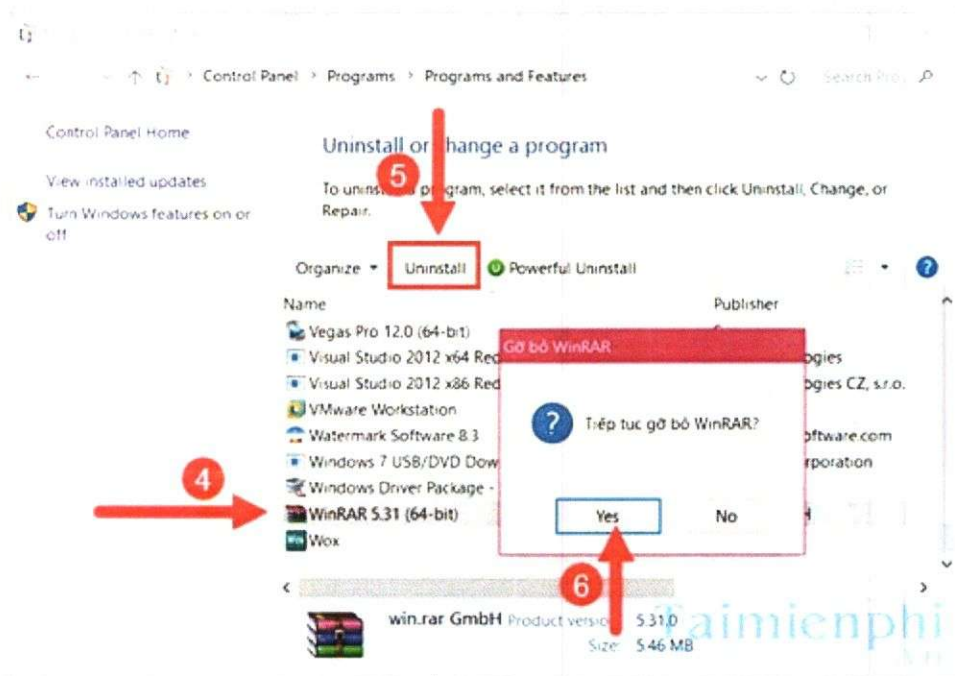 Control Panel > Programs > Programs and Features
Search Pro
Control Panel Home
View installed updates
Turn Windows features on or
off
Uninstall or change a program
To uninstall a program, select it from the list and then click Uninstall, Change, or
Repair.
5
Organize
Uninstall
Powerful Uninstall
Name
Publisher
Vegas Pro 12.0 (64-bit)
Visual Studio 2012 x64 Red
ologies
Visual Studio 2012 x86 Red
ogies CZ, s.r.o.
VMware Workstation
Watermark Software 8.3
oftware.com
Windows 7 USB/DVD Dow
rporation
Windows Driver Package -
WinRAR 5.31 (64-bit)
Wox
4
Gỡ bỏ WinRAR
Tiếp tục gỡ bỏ WinRAR?
Yes
No
6
win.rar GmbH
Product version
5.31.0
Size:
5.46 MB
Taimienphi